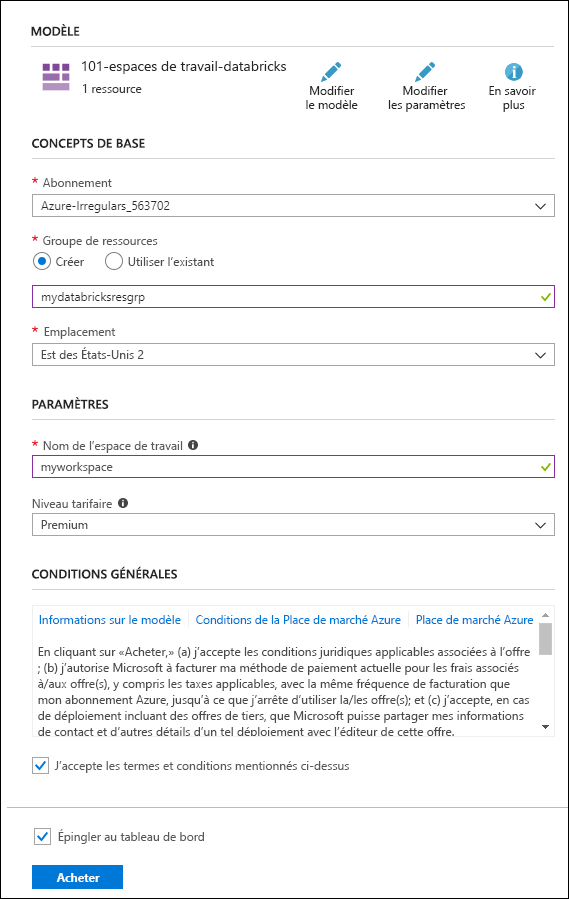 MODÈLE
101-espaces de travail-databricks
1 ressource
Modifier
le modèle
Modifier
les paramètres
En savoir
plus
CONCEPTS DE BASE
* Abonnement
Azure-Irregulars_563702
* Groupe de ressources
Créer
Utiliser l'existant
mydatabricksresgrp
* Emplacement
Est des États-Unis 2
PARAMÈTRES
* Nom de l'espace de travail
myworkspace
Niveau tarifaire
Premium
CONDITIONS GÉNÉRALES
Informations sur le modèle
Conditions de la Place de marché Azure
Place de marché Azure
En cliquant sur «Acheter,» (a) j'accepte les conditions juridiques applicables associées à l'offre
; (b) j'autorise Microsoft à facturer ma méthode de paiement actuelle pour les frais associés
à/aux offre(s), y compris les taxes applicables, avec la même fréquence de facturation que
mon abonnement Azure, jusqu'à ce que j'arrête d'utiliser la/les offre(s); et (c) j'accepte, en cas
de déploiement incluant des offres de tiers, que Microsoft puisse partager mes informations
de contact et d'autres détails d'un tel déploiement avec l'éditeur de cette offre.
J'accepte les termes et conditions mentionnés ci-dessus
Épingler au tableau de bord
Acheter